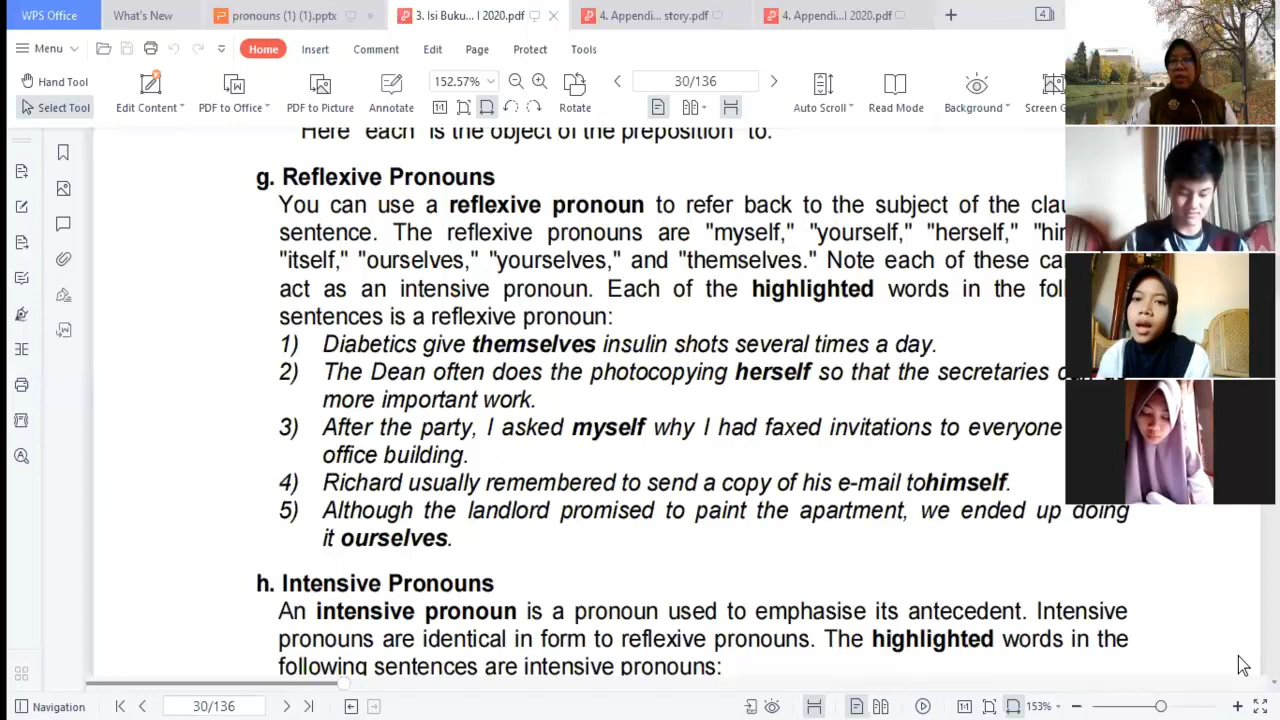 WPS Office What's New pronouns (1) (1).pptx 3. Isi Buku... I 2020.pdf 4. Appendi... story.pdf 4. Appendi...l 2020.pdf + 4
Menu Home Insert Comment Edit Page Protect Tools
Hand Tool 152.57% 30/136
Select Tool Edit Content PDF to Office PDF to Picture Annotate Rotate Auto Scroll Read Mode Background Screen
Here "each" is the object of the preposition "to."
g. Reflexive Pronouns
You can use a reflexive pronoun to refer back to the subject of the
sentence. The reflexive pronouns are "myself," "yourself," "herself,"
"itself," "ourselves," "yourselves," and "themselves." Note each of these
act as an intensive pronoun. Each of the highlighted words in the
sentences is a reflexive pronoun:
1) Diabetics give themselves insulin shots several times a day.
2) The Dean often does the photocopying herself so that the secretaries
more important work.
3) After the party, I asked myself why I had faxed invitations to everyone
office building.
4) Richard usually remembered to send a copy of his e-mail tohimself.
5) Although the landlord promised to paint the apartment, we ended up doing
it ourselves.
h. Intensive Pronouns
An intensive pronoun is a pronoun used to emphasise its antecedent. Intensive
pronouns are identical in form to reflexive pronouns. The highlighted words in the
following sentences are intensive pronouns:
Navigation 30/136 153%